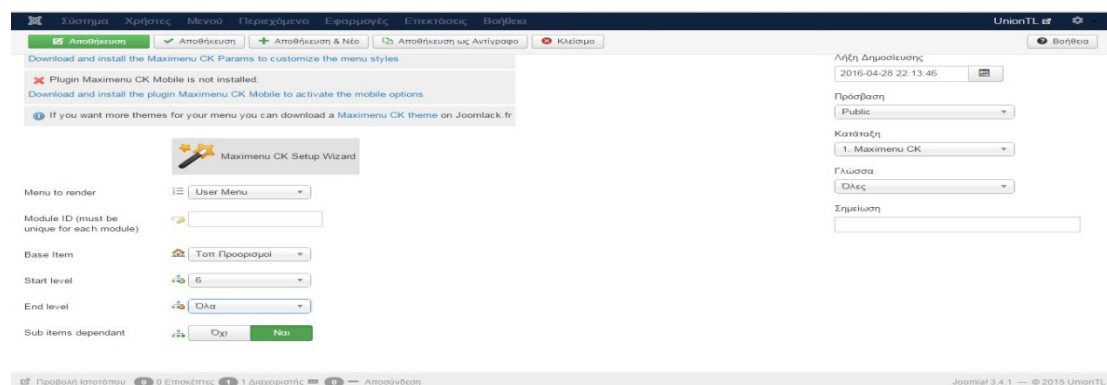 Σύστημα Χρήστες Μενού Περιεχόμενο Εφαρμογές Επεκτάσεις Βοήθεια UnionTL
Αποθήκευση Αποθήκευση Αποθήκευση & Νέο Αποθήκευση ως Αντίγραφο Κλείσιμο Βοήθεια
Download and install the Maximenu CK Params to customize the menu styles
Plugin Maximenu CK Mobile is not installed.
Download and install the plugin Maximenu CK Mobile to activate the mobile options
If you want more themes for your menu you can download a Maximenu CK theme on Joomlack.fr
Maximenu CK Setup Wizard
Menu to render User Menu
Module ID (must be
unique for each module)
Base Item Τοπ Προορισμοί
Start level 6
End level Όλα
Sub items dependant Όχι Ναι
Λήξη Δημοσίευσης
2016-04-28 22:13:46
Πρόσβαση
Public
Κατάταξη
1. Maximenu CK
Γλώσσα
Όλες
Σημείωση
Προβολή Ιστοτόπου 0 0 Επισκέπτες 1 1 Διαχειριστής 0 — Αποσύνδεση Joomla! 3.4.1 — © 2015 UnionTL